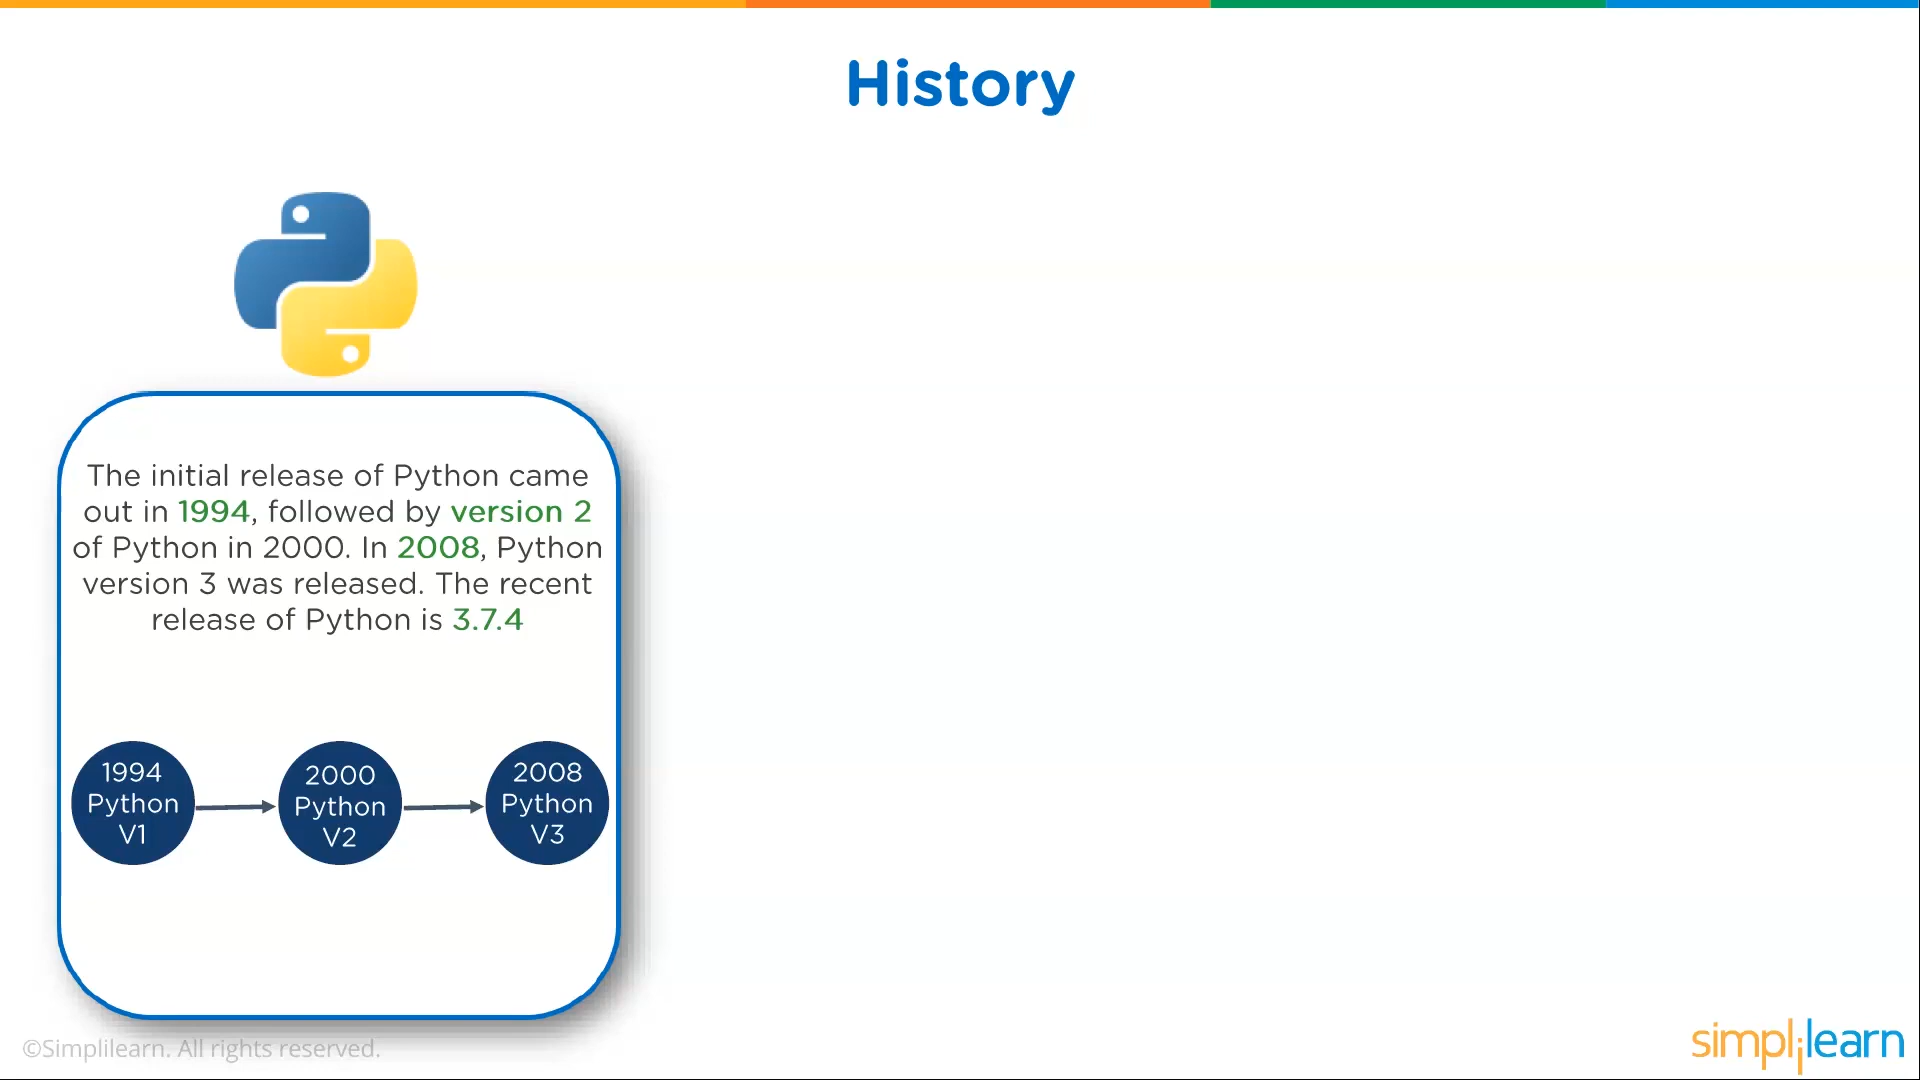 History
The initial release of Python came
out in 1994, followed by version 2
of Python in 2000. In 2008, Python
version 3 was released. The recent
release of Python is 3.7.4
1994
Python
V1
2000
Python
V2
2008
Python
V3
©Simplilearn. All rights reserved.
simplilearn